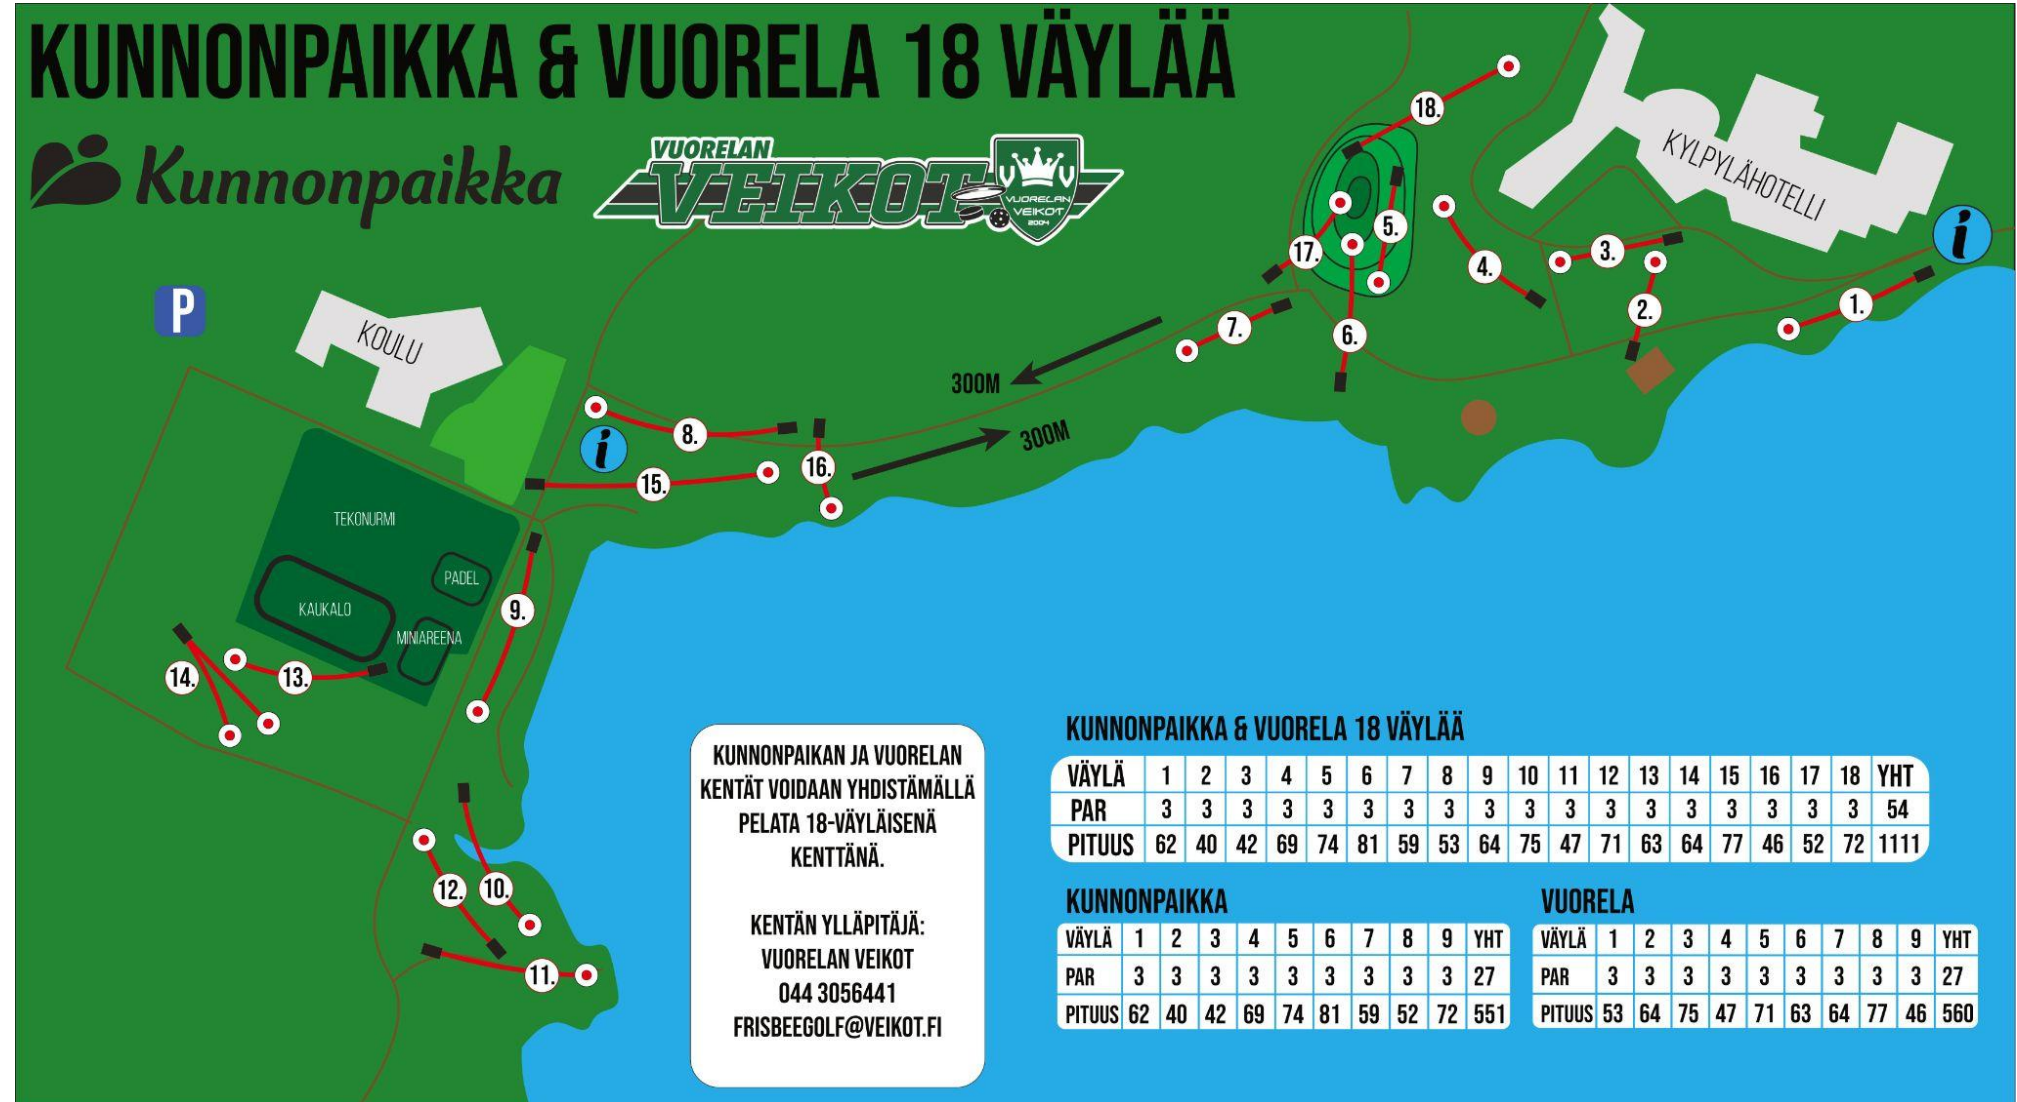 KUNNONPAIKKA & VUORELA 18 VÄYLÄÄ
Kunnonpaikka
VUORELAN
VEIKOT
VUORELAN
VEIKOT
2004
18.
KYLPYLÄHOTELLI
i
17.
5.
4.
3.
2.
1.
6.
7.
P
KOULU
300M
300M
8.
i
15.
16.
TEKONURMI
PADEL
KAUKALO
MINIAREENA
9.
14.
13.
12.
10.
11.
KUNNONPAIKAN JA VUORELAN
KENTÄT VOIDAAN YHDISTÄMÄLLÄ
PELATA 18-VÄYLÄISENÄ
KENTTÄNÄ.
KENTÄN YLLÄPITÄJÄ:
VUORELAN VEIKOT
044 3056441
FRISBEEGOLF@VEIKOT.FI
KUNNONPAIKKA & VUORELA 18 VÄYLÄÄ
VÄYLÄ 1 2 3 4 5 6 7 8 9 10 11 12 13 14 15 16 17 18 YHT
PAR 3 3 3 3 3 3 3 3 3 3 3 3 3 3 3 3 3 3 54
PITUUS 62 40 42 69 74 81 59 53 64 75 47 71 63 64 77 46 52 72 1111
KUNNONPAIKKA
VÄYLÄ 1 2 3 4 5 6 7 8 9 YHT
PAR 3 3 3 3 3 3 3 3 3 27
PITUUS 62 40 42 69 74 81 59 52 72 551
VUORELA
VÄYLÄ 1 2 3 4 5 6 7 8 9 YHT
PAR 3 3 3 3 3 3 3 3 3 27
PITUUS 53 64 75 47 71 63 64 77 46 560